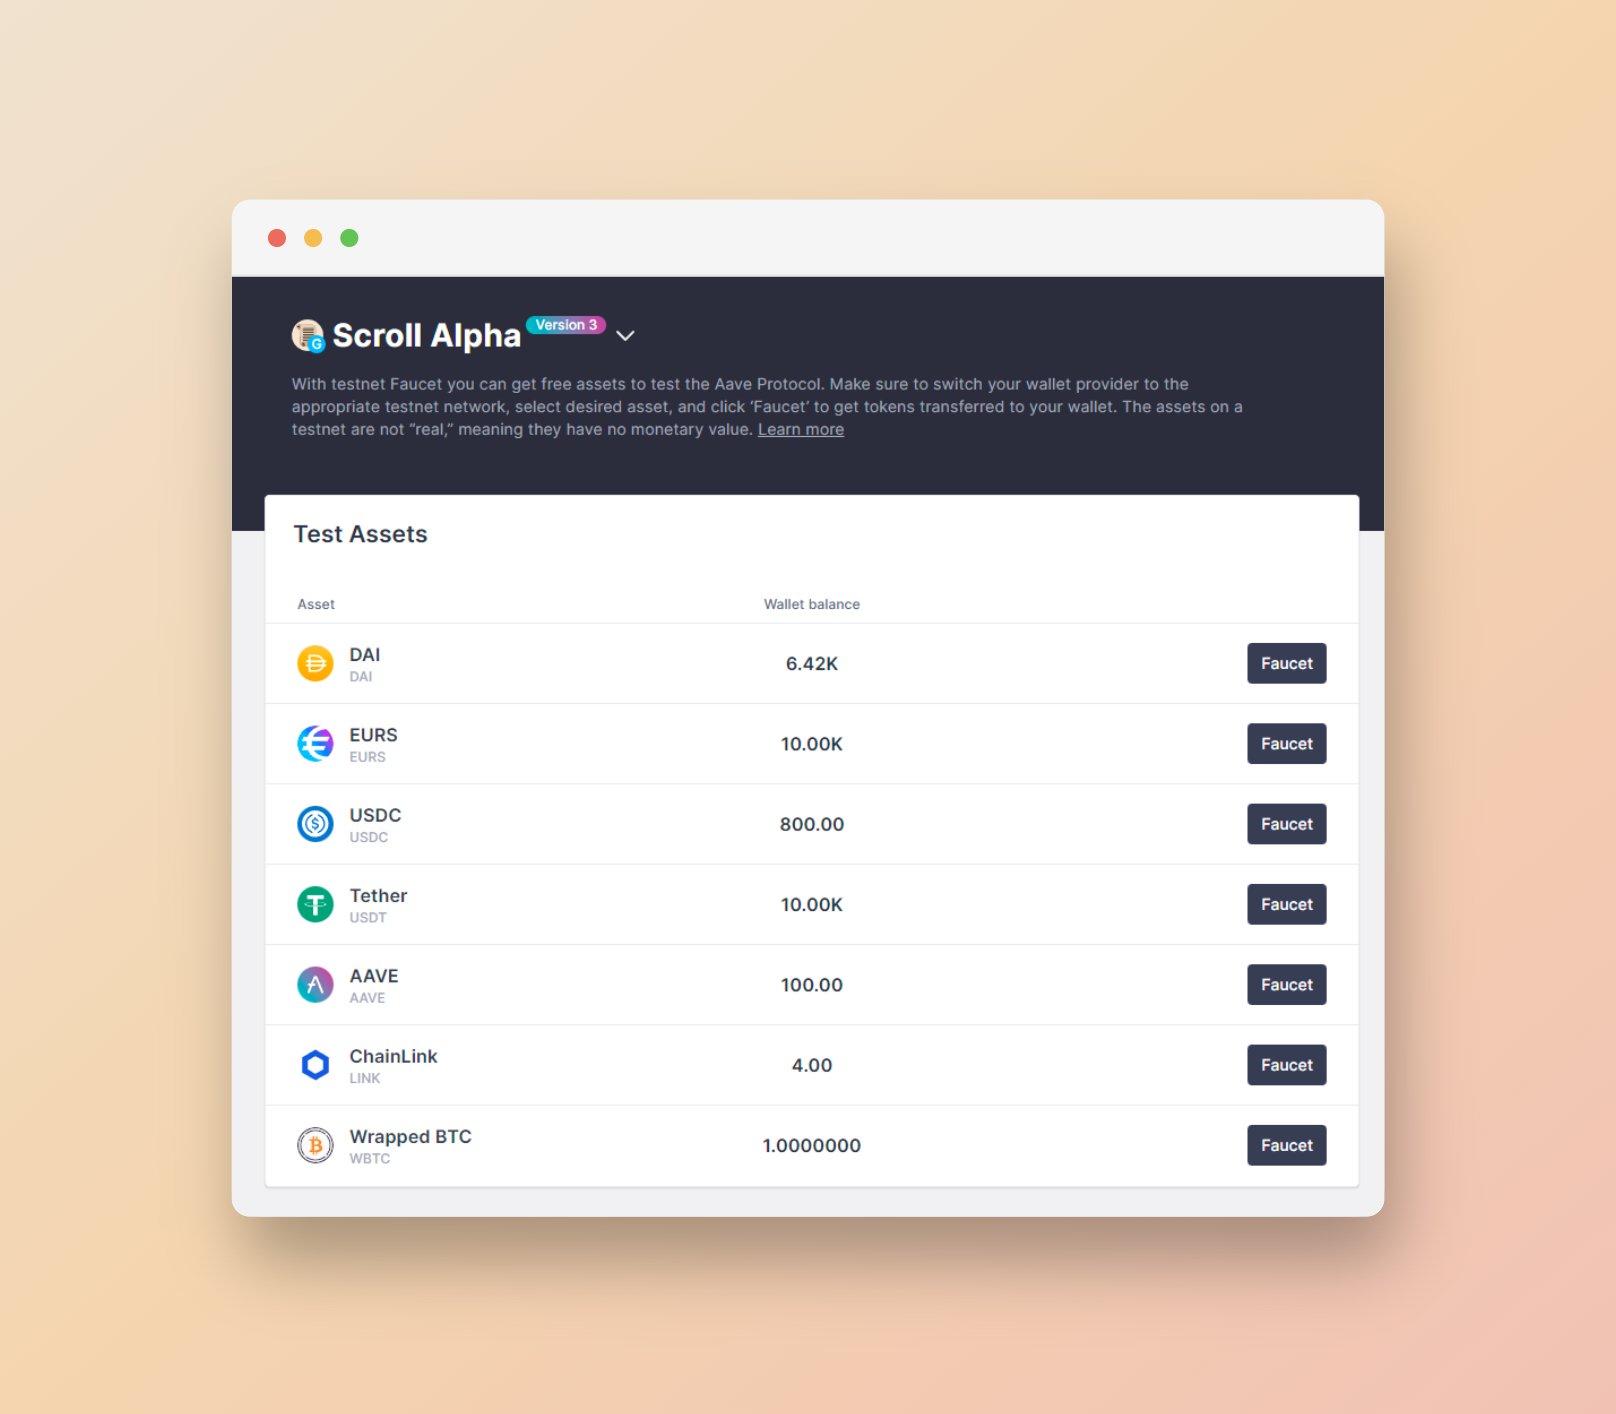 Scroll Alpha Version 3
With testnet Faucet you can get free assets to test the Aave Protocol. Make sure to switch your wallet provider to the
appropriate testnet network, select desired asset, and click ‘Faucet’ to get tokens transferred to your wallet. The assets on a
testnet are not “real,” meaning they have no monetary value. Learn more
Test Assets
Asset Wallet balance
DAI
DAI
6.42K
Faucet
EURS
EURS
10.00K
Faucet
USDC
USDC
800.00
Faucet
Tether
USDT
10.00K
Faucet
AAVE
AAVE
100.00
Faucet
ChainLink
LINK
4.00
Faucet
Wrapped BTC
WBTC
1.0000000
Faucet